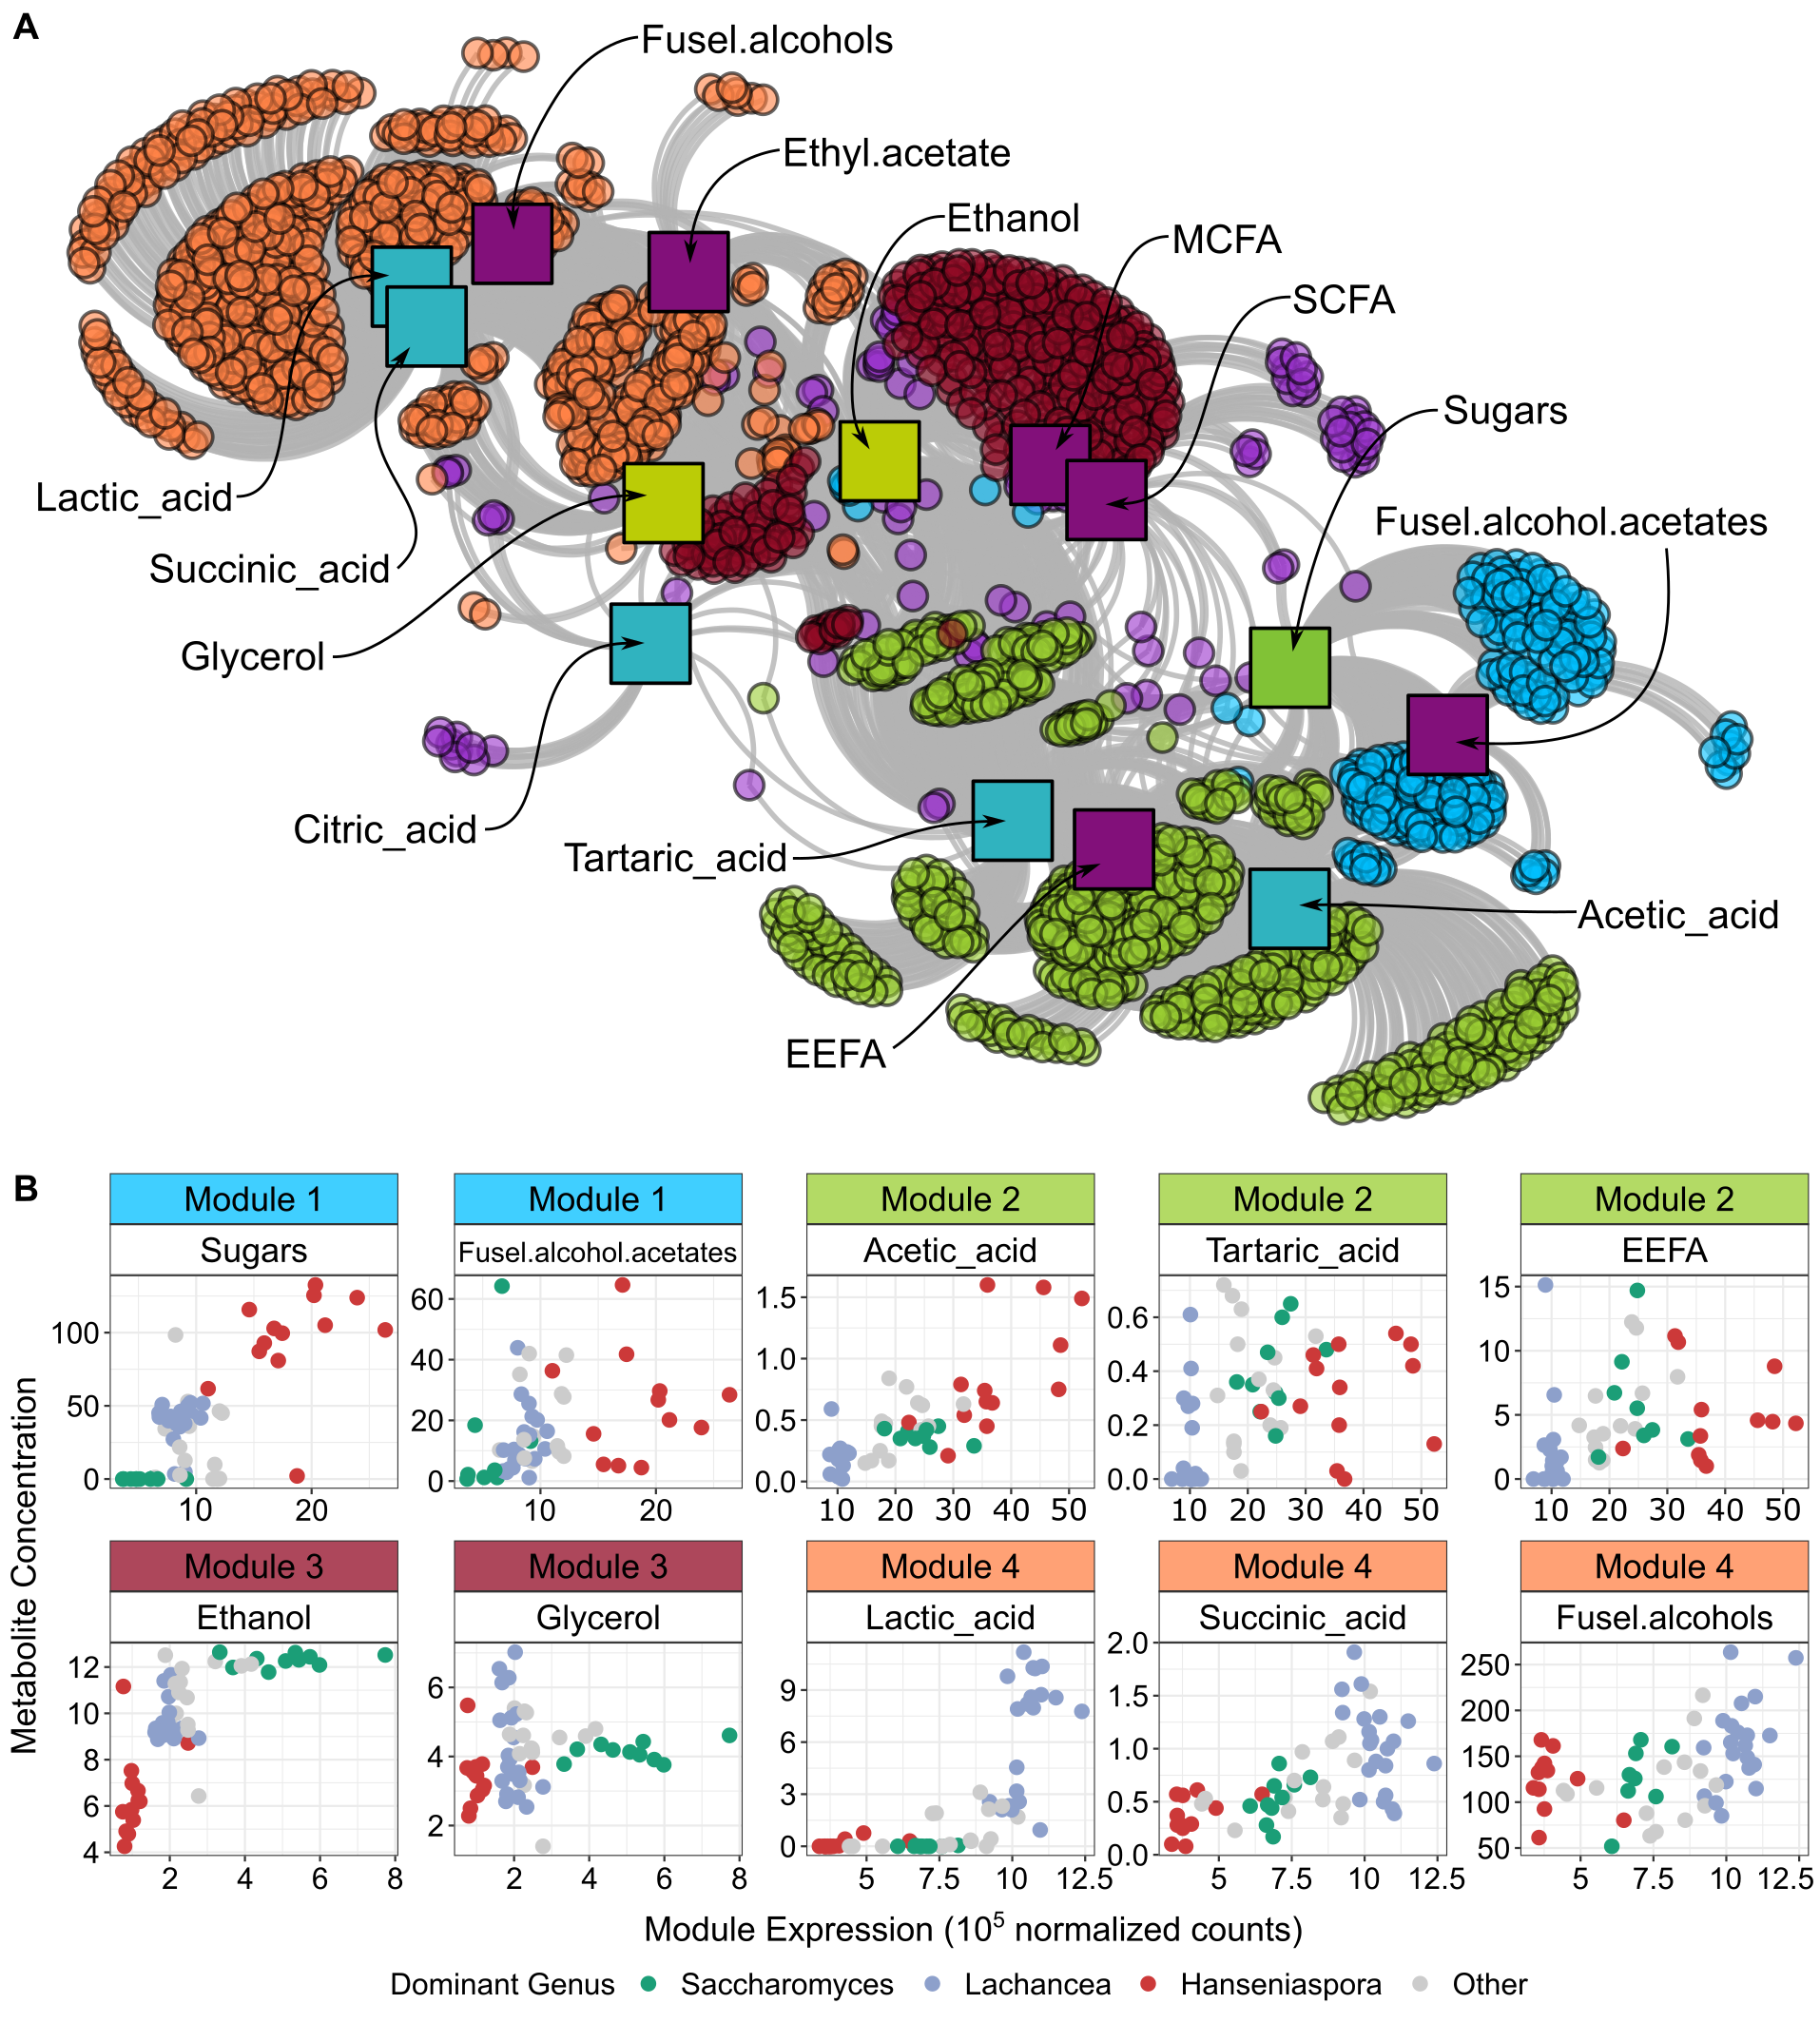 A
Fusel.alcohols
Ethyl.acetate
Ethanol
MCFA
SCFA
Sugars
Lactic_acid
Fusel.alcohol.acetates
Succinic_acid
Glycerol
Citric_acid
Tartaric_acid
Acetic_acid
EEFA
B
Module 1 Module 1 Module 2 Module 2 Module 2
Sugars Fusel.alcohol.acetates Acetic_acid Tartaric_acid EEFA
100
50
0
10 20
60
40
20
0
10 20
1.5
1.0
0.5
0.0
10 20 30 40 50
0.6
0.4
0.2
0.0
10 20 30 40 50
15
10
5
0
10 20 30 40 50
Metabolite Concentration
Module 3 Module 3 Module 4 Module 4 Module 4
Ethanol Glycerol Lactic_acid Succinic_acid Fusel.alcohols
12
10
8
6
4
2 4 6 8
6
4
2
2 4 6 8
9
6
3
0
5 7.5 10 12.5
2.0
1.5
1.0
0.5
0.0
5 7.5 10 12.5
250
200
150
100
50
5 7.5 10 12.5
Module Expression (10⁵ normalized counts)
Dominant Genus Saccharomyces Lachancea Hanseniaspora Other